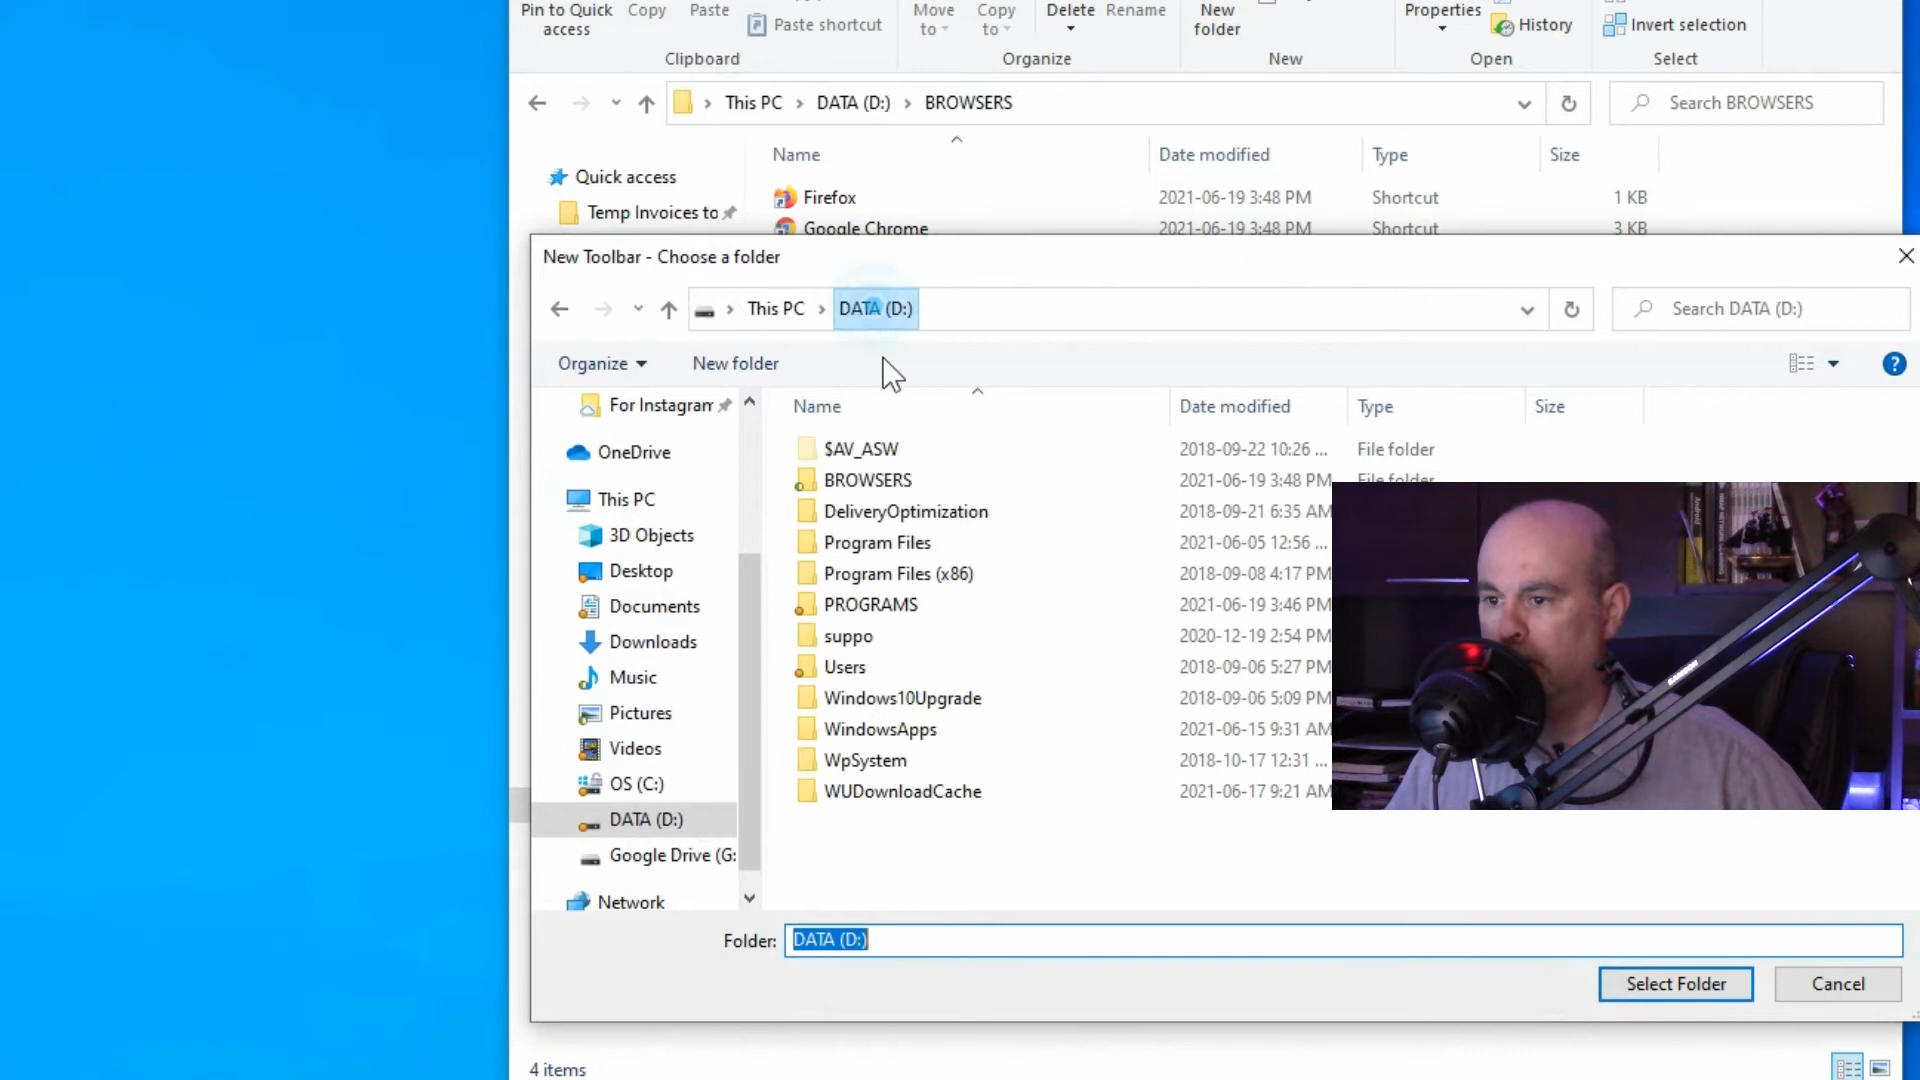 Pin to Quick access
Copy
Paste
Paste shortcut
Move to
Copy to
Delete
Rename
New folder
Properties
History
Invert selection
Clipboard
Organize
New
Open
Select
This PC > DATA (D:) > BROWSERS
Search BROWSERS
Name Date modified Type Size
Quick access
Temp Invoices to
Firefox 2021-06-19 3:48 PM Shortcut 1 KB
Google Chrome 2021-06-19 3:48 PM Shortcut 3 KB
New Toolbar - Choose a folder
This PC > DATA (D:)
Search DATA (D:)
Organize New folder
?
Name Date modified Type Size
For Instagram
OneDrive
This PC
3D Objects
Desktop
Documents
Downloads
Music
Pictures
Videos
OS (C:)
DATA (D:)
Google Drive (G:
Network
$AV_ASW 2018-09-22 10:26 ... File folder
BROWSERS 2021-06-19 3:48 PM File folder
DeliveryOptimization 2018-09-21 6:35 AM
Program Files 2021-06-05 12:56 ...
Program Files (x86) 2018-09-08 4:17 PM
PROGRAMS 2021-06-19 3:46 PM
suppo 2020-12-19 2:54 PM
Users 2018-09-06 5:27 PM
Windows10Upgrade 2018-09-06 5:09 PM
WindowsApps 2021-06-15 9:31 AM
WpSystem 2018-10-17 12:31 ...
WUDownloadCache 2021-06-17 9:21 AM
SAMSON
Folder: DATA (D:)
Select Folder Cancel
4 items